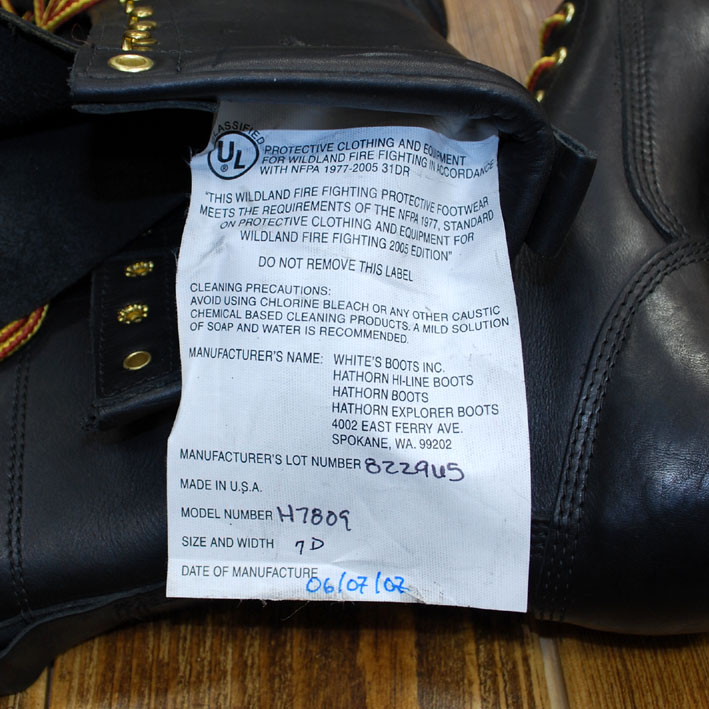 CLASSIFIED
UL
PROTECTIVE CLOTHING AND EQUIPMENT
FOR WILDLAND FIRE FIGHTING IN ACCORDANCE
WITH NFPA 1977-2005 31DR
"THIS WILDLAND FIRE FIGHTING PROTECTIVE FOOTWEAR
MEETS THE REQUIREMENTS OF THE NFPA 1977, STANDARD
ON PROTECTIVE CLOTHING AND EQUIPMENT FOR
WILDLAND FIRE FIGHTING 2005 EDITION"
DO NOT REMOVE THIS LABEL
CLEANING PRECAUTIONS:
AVOID USING CHLORINE BLEACH OR ANY OTHER CAUSTIC
CHEMICAL BASED CLEANING PRODUCTS. A MILD SOLUTION
OF SOAP AND WATER IS RECOMMENDED.
MANUFACTURER'S NAME: WHITE'S BOOTS INC.
HATHORN HI-LINE BOOTS
HATHORN BOOTS
HATHORN EXPLORER BOOTS
4002 EAST FERRY AVE.
SPOKANE, WA. 99202
MANUFACTURER'S LOT NUMBER 8229U5
MADE IN U.S.A.
MODEL NUMBER H7809
SIZE AND WIDTH 7D
DATE OF MANUFACTURE 06/07/07